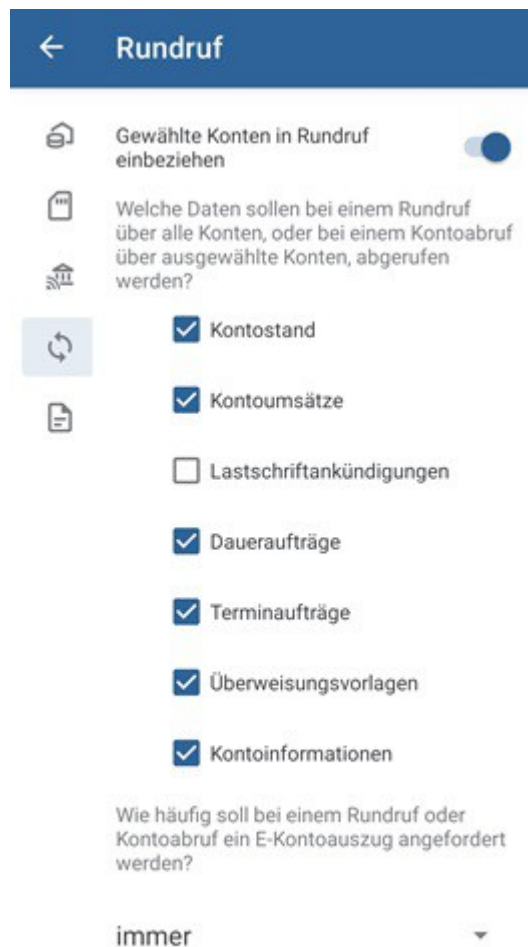 Rundruf
Gewählte Konten in Rundruf
einbeziehen
Welche Daten sollen bei einem Rundruf
über alle Konten, oder bei einem Kontoabruf
über ausgewählte Konten, abgerufen
werden?
Kontostand
Kontoumsätze
Lastschriftankündigungen
Daueraufträge
Terminaufträge
Überweisungsvorlagen
Kontoinformationen
Wie häufig soll bei einem Rundruf oder
Kontoabruf ein E-Kontoauszug angefordert
werden?
immer